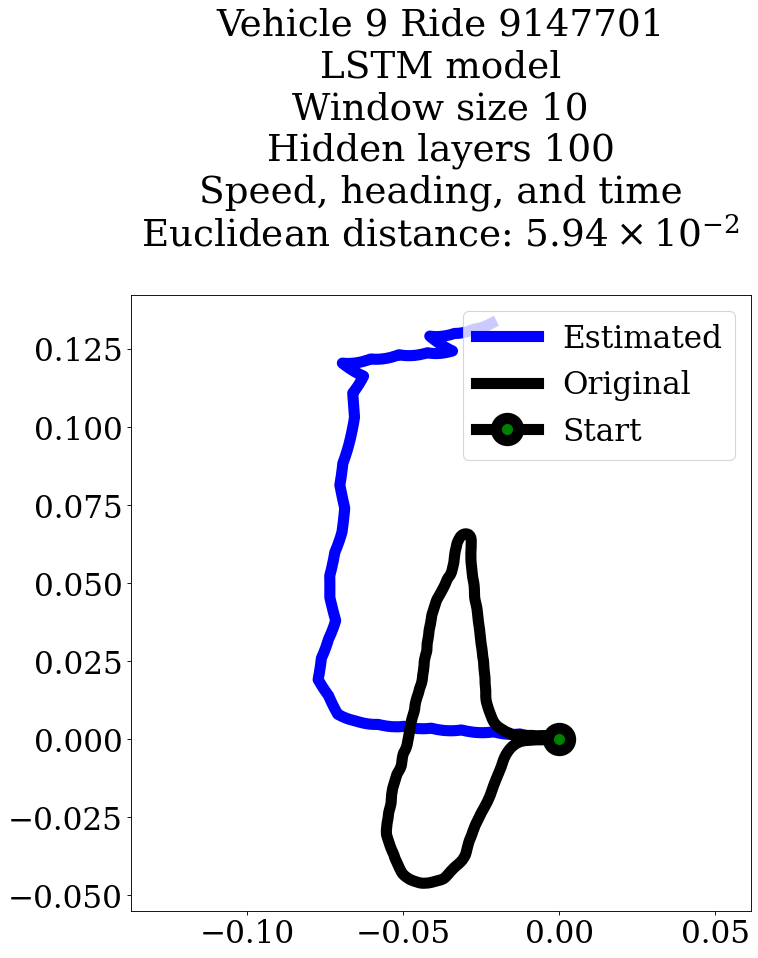 Vehicle 9 Ride 9147701
LSTM model
Window size 10
Hidden layers 100
Speed, heading, and time
Euclidean distance: 5.94 × 10⁻²
Estimated
Original
Start
0.125
0.100
0.075
0.050
0.025
0.000
−0.025
−0.050
−0.10 −0.05 0.00 0.05